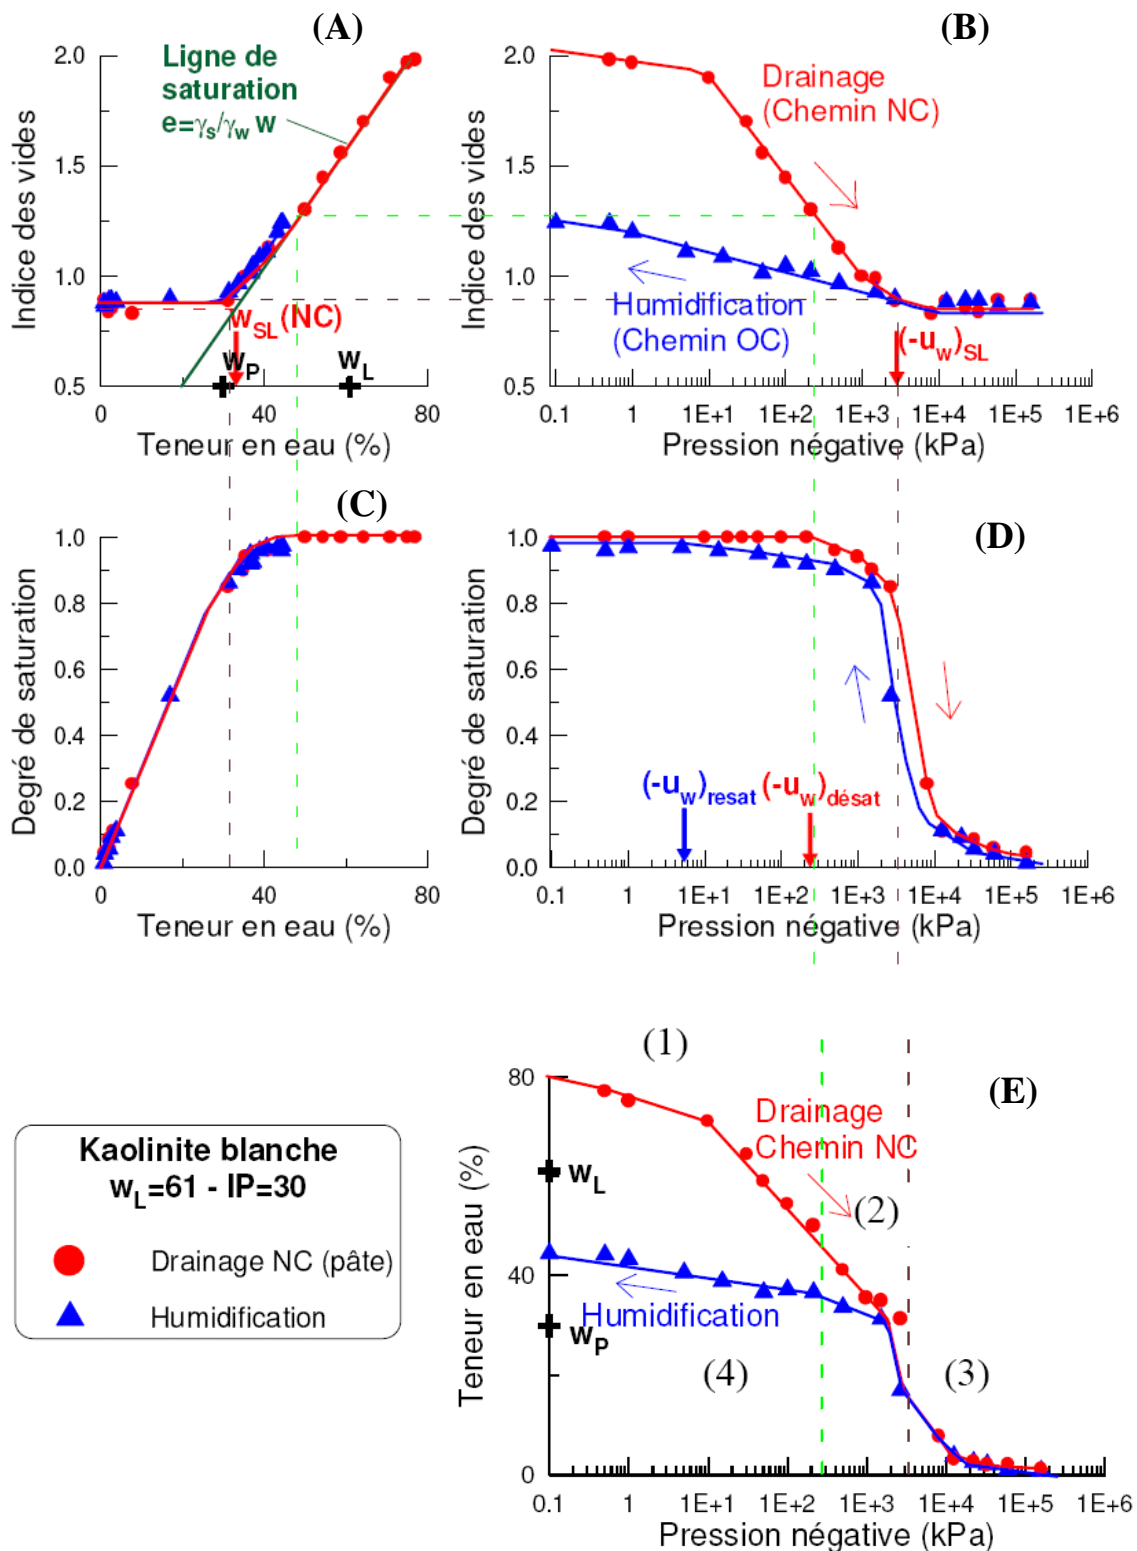 (A)
Ligne de
saturation
e=γs/γw w
Indice des vides
2.0
1.5
1.0
0.5
wSL(NC)
wP
wL
0
40
80
Teneur en eau (%)
(B)
Drainage
(Chemin NC)
Indice des vides
2.0
1.5
1.0
0.5
Humidification
(Chemin OC)
(-uw)SL
0.1
1
1E+1
1E+2
1E+3
1E+4
1E+5
1E+6
Pression négative (kPa)
(C)
Degré de saturation
1.0
0.8
0.6
0.4
0.2
0.0
0
40
80
Teneur en eau (%)
(D)
Degré de saturation
1.0
0.8
0.6
0.4
0.2
0.0
(-uw)resat
(-uw)désat
0.1
1
1E+1
1E+2
1E+3
1E+4
1E+5
1E+6
Pression négative (kPa)
Kaolinite blanche
wL=61 - IP=30
Drainage NC (pâte)
Humidification
(1)
(E)
Drainage
Chemin NC
Teneur en eau (%)
80
40
0
wL
(2)
Humidification
wP
(4)
(3)
0.1
1
1E+1
1E+2
1E+3
1E+4
1E+5
1E+6
Pression négative (kPa)